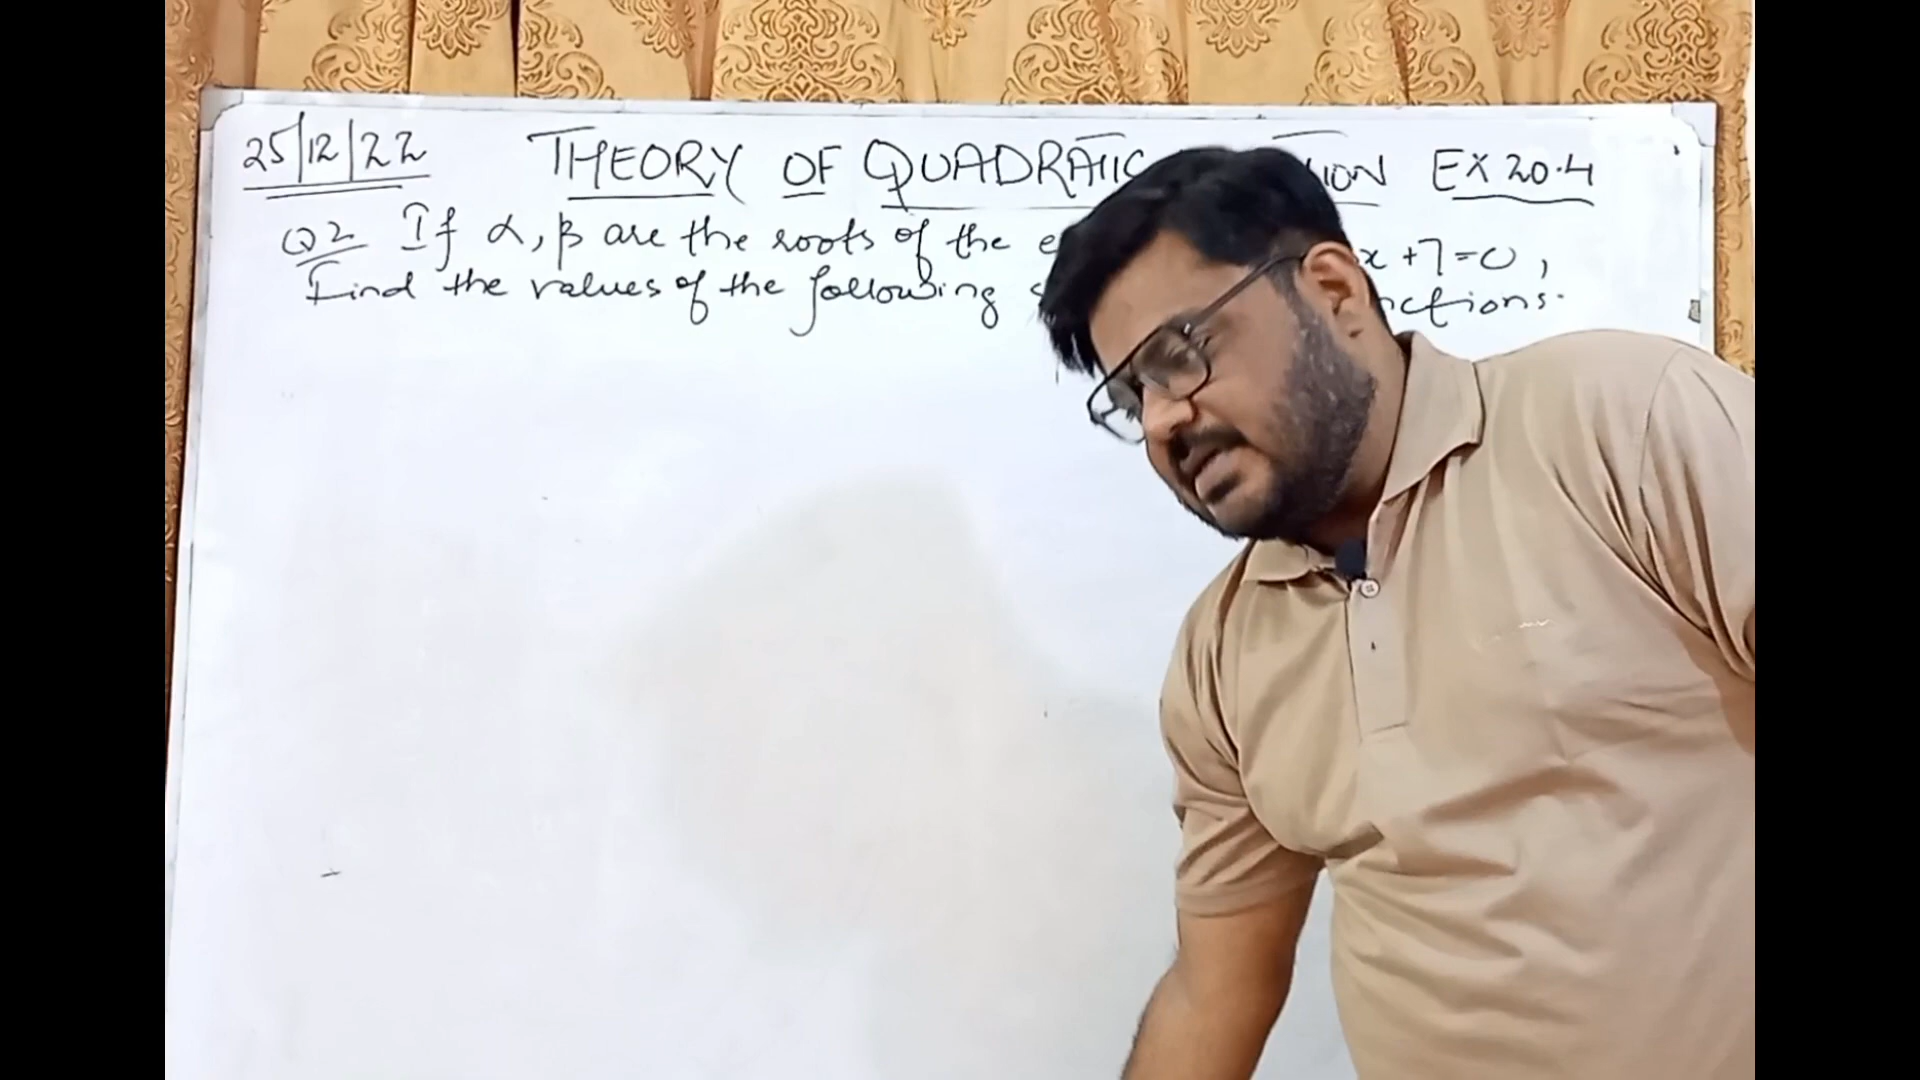 25/12/22 THEORY OF QUADRATIC EX 20.4
Q2 If α, β are the roots of the x +7=0,
Find the values of the following